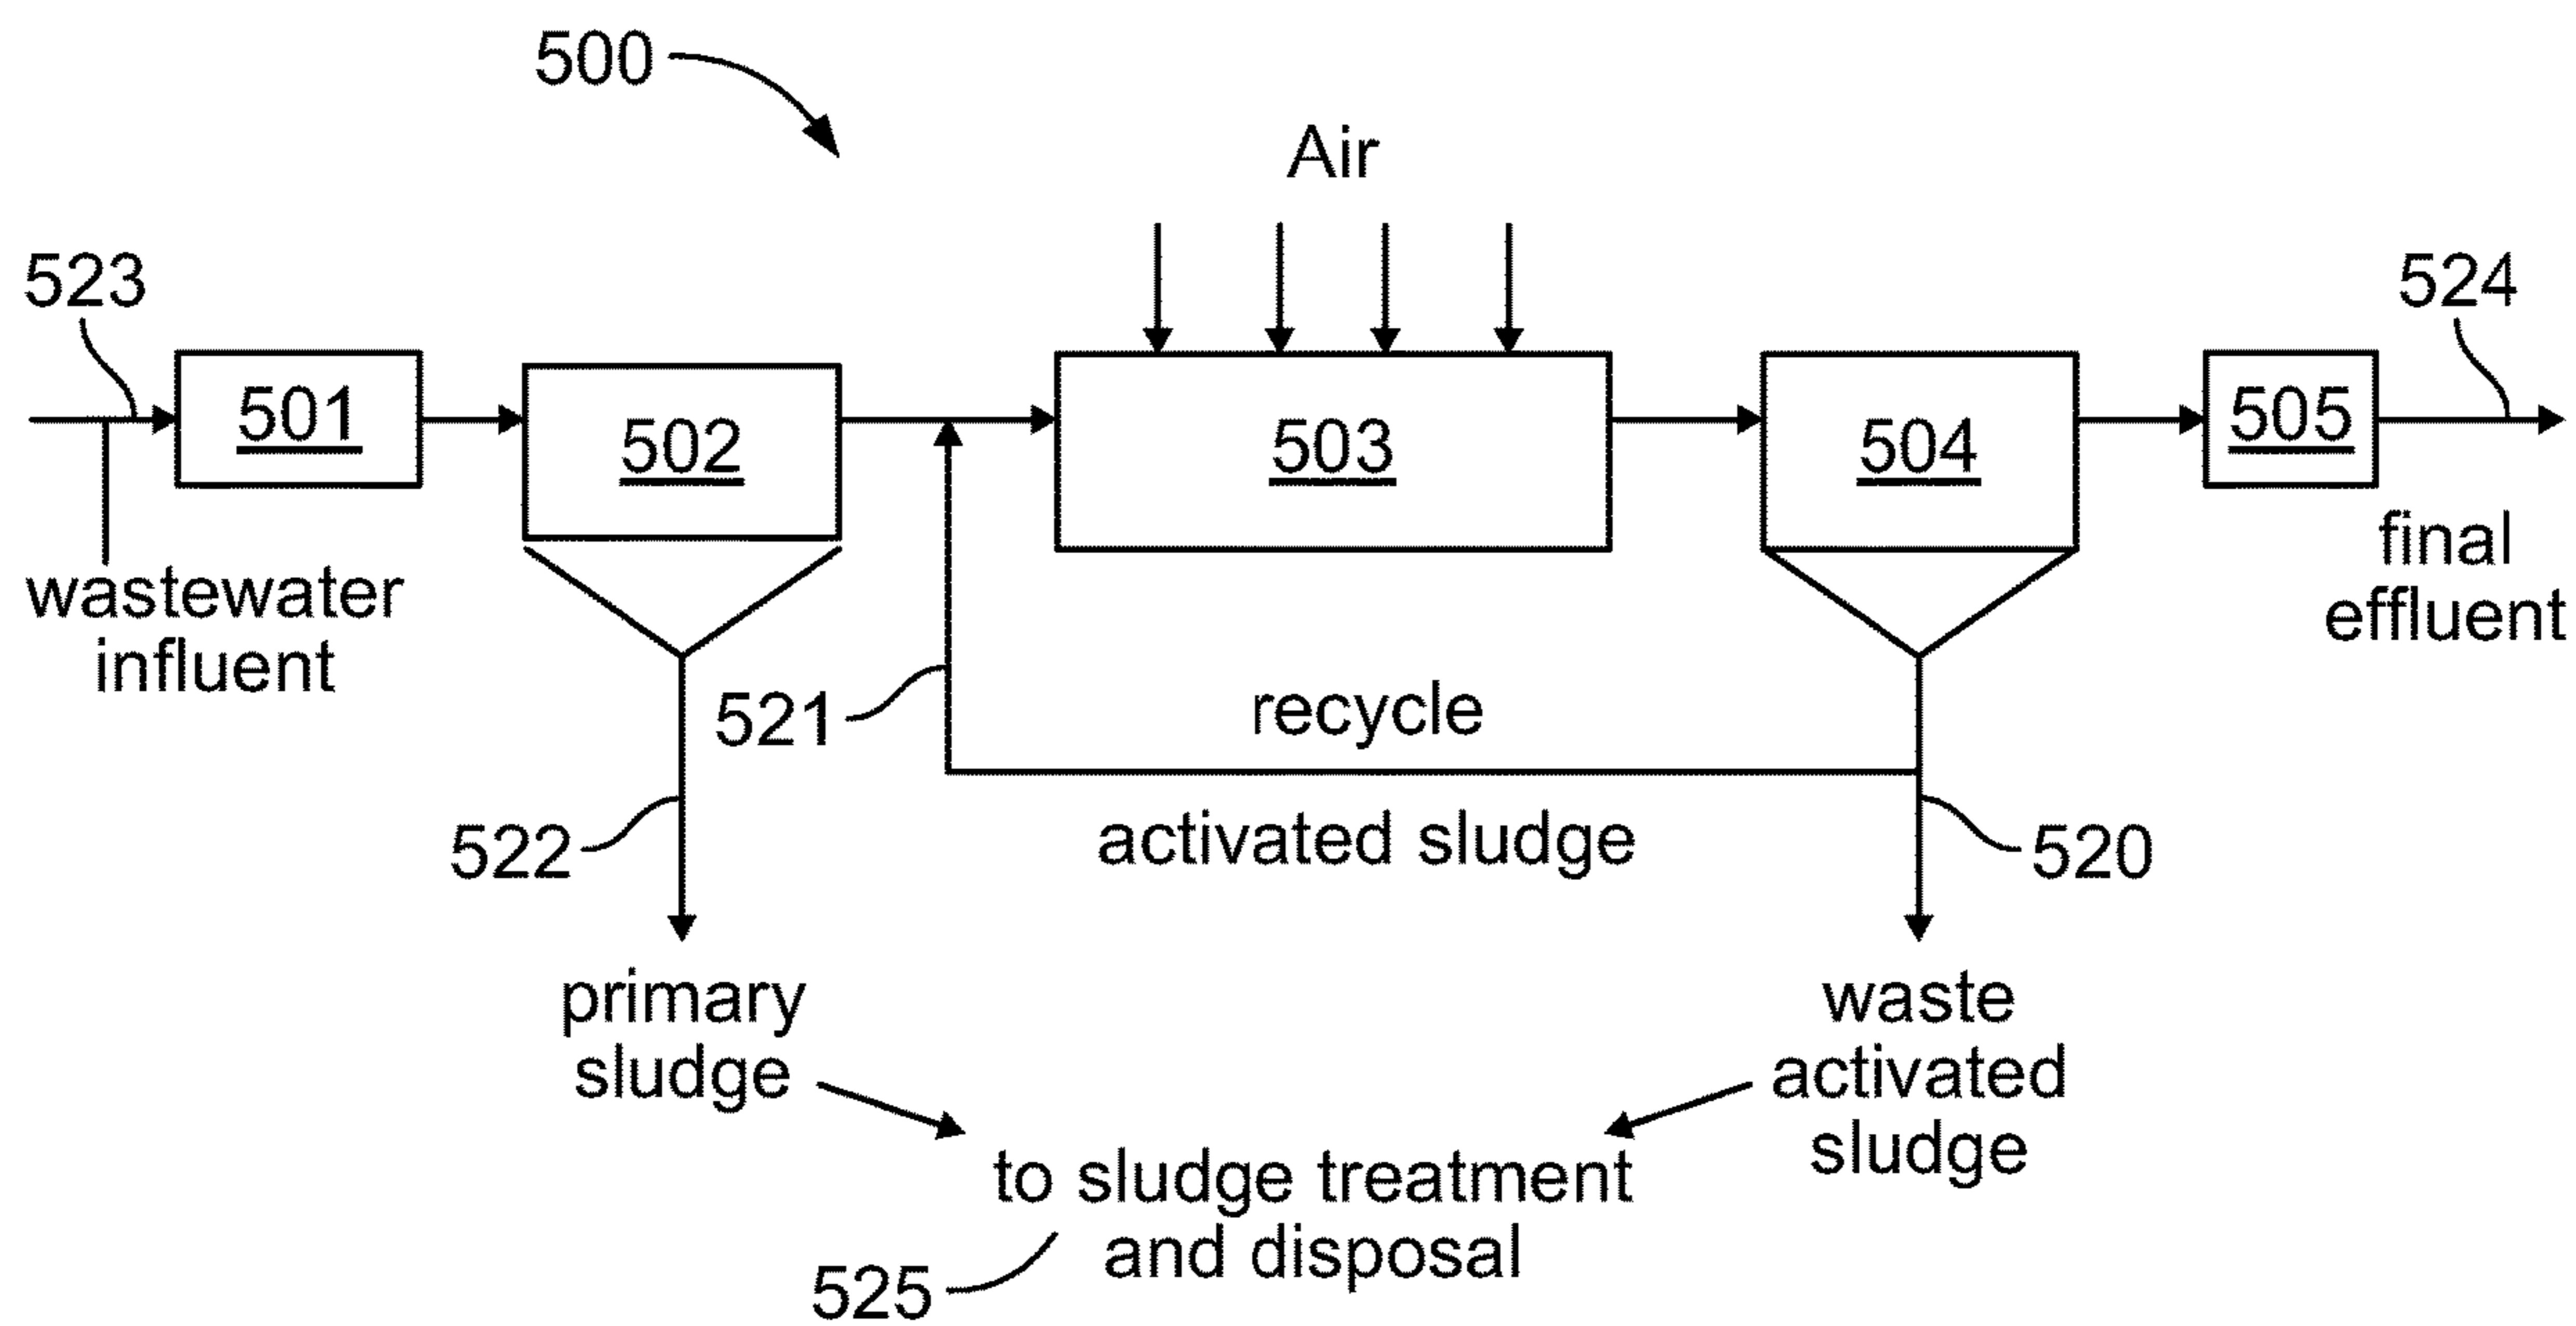 500
Air
523
524
501
502
503
504
505
wastewater
influent
final
effluent
521
recycle
522
activated sludge
520
primary
sludge
waste
activated
sludge
to sludge treatment
and disposal
525